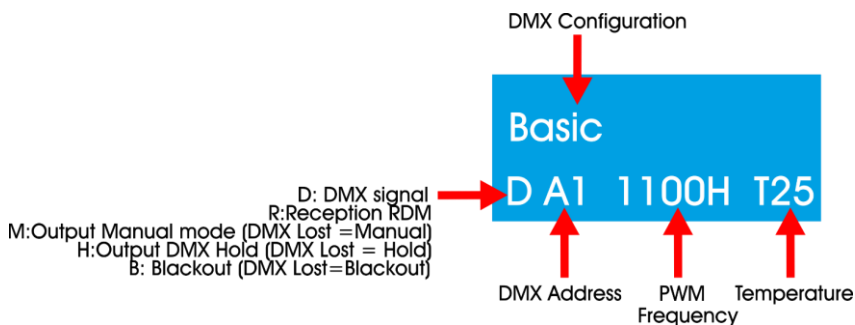 DMX Configuration
Basic
D A1 1100H T25
D: DMX signal
R:Reception RDM
M:Output Manual mode (DMX Lost =Manual)
H:Output DMX Hold (DMX Lost = Hold)
B: Blackout (DMX Lost=Blackout)
DMX Address PWM Temperature
Frequency